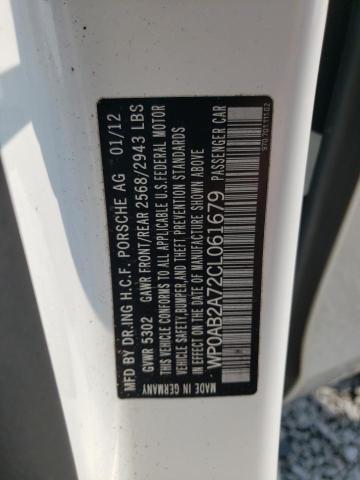 MFD BY DR.ING H.C.F. PORSCHE AG 01/12
GVWR 5302 GAWR FRONT/REAR 2568/2943 LBS
THIS VEHICLE CONFORMS TO ALL APPLICABLE U.S.FEDERAL MOTOR
VEHICLE SAFETY,BUMPER,AND THEFT PREVENTION STANDARDS
IN EFFECT ON THE DATE OF MANUFACTURE SHOWN ABOVE
WP0AB2A72CL061679 PASSENGER CAR
MADE IN GERMANY